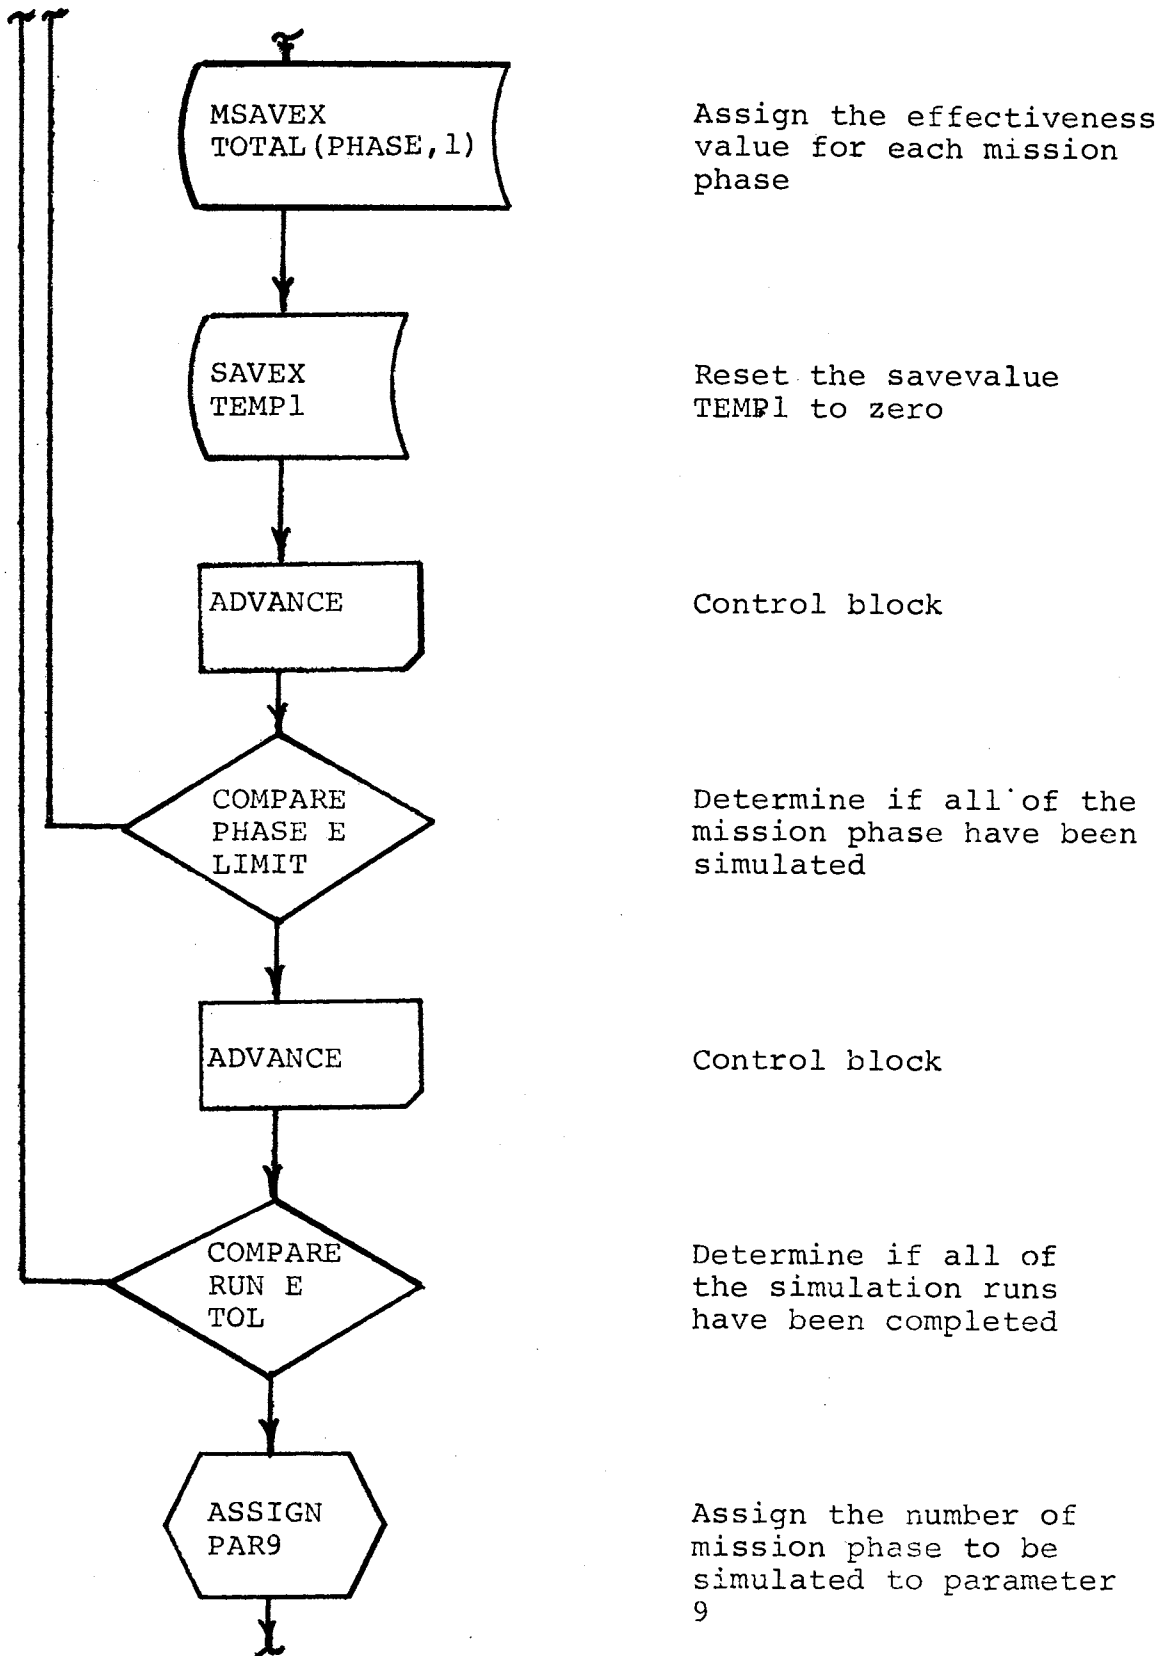 MSAVEX
TOTAL(PHASE,1)
Assign the effectiveness
value for each mission
phase
SAVEX
TEMP1
Reset the savevalue
TEMP1 to zero
ADVANCE
Control block
COMPARE
PHASE E
LIMIT
Determine if all of the
mission phase have been
simulated
ADVANCE
Control block
COMPARE
RUN E
TOL
Determine if all of
the simulation runs
have been completed
ASSIGN
PAR9
Assign the number of
mission phase to be
simulated to parameter
9